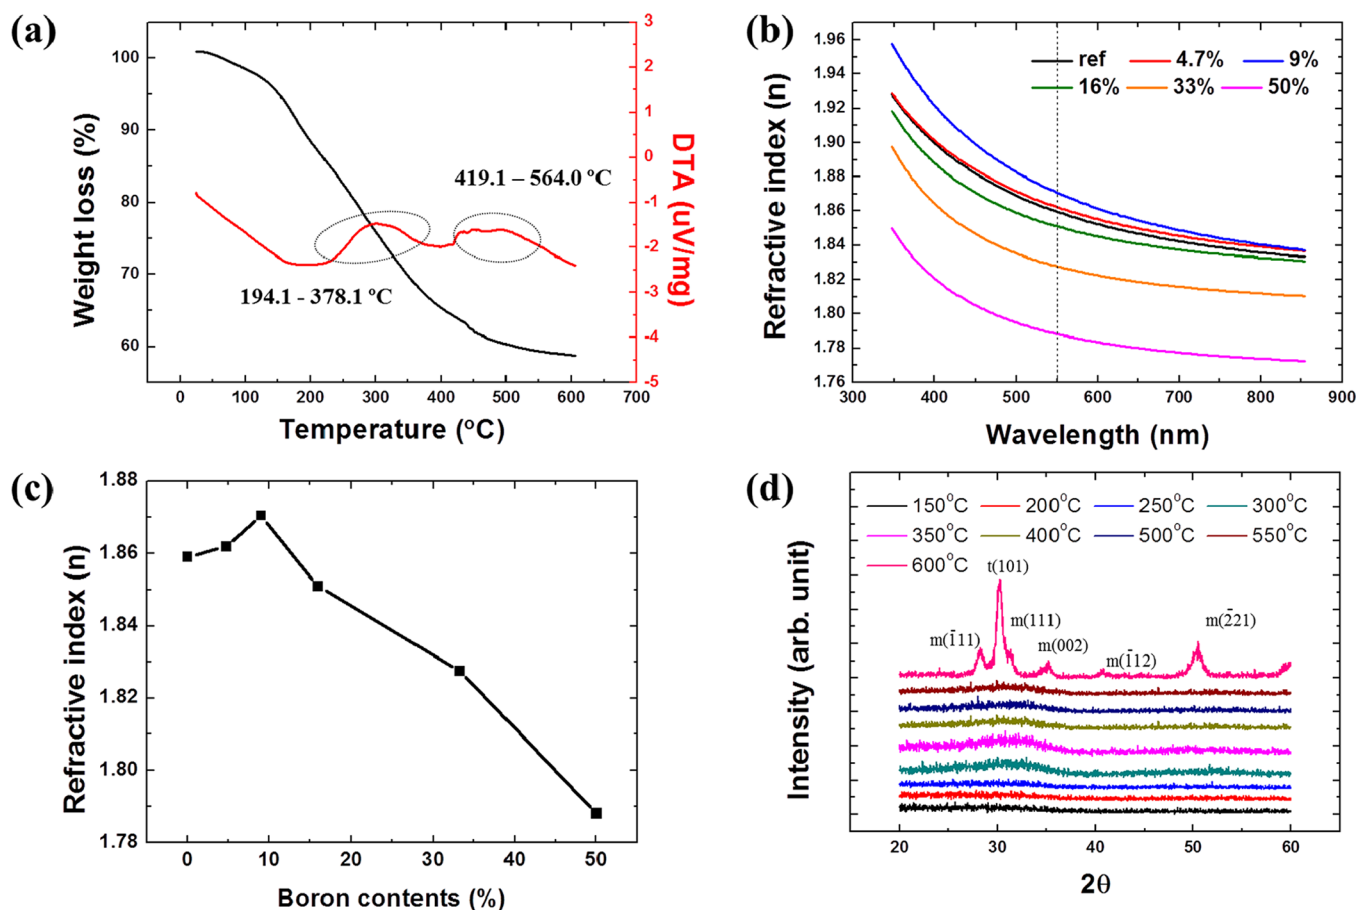 (a)
3
2
1
0
-1
-2
-3
-4
-5
100
90
80
70
60
419.1 – 564.0 ºC
194.1 - 378.1 ºC
Weight loss (%)
DTA (uV/mg)
0 100 200 300 400 500 600 700
Temperature (ºC)
(b)
1.96
1.94
1.92
1.90
1.88
1.86
1.84
1.82
1.80
1.78
1.76
ref 4.7% 9%
16% 33% 50%
Refractive index (n)
300 400 500 600 700 800 900
Wavelength (nm)
(c)
1.88
1.86
1.84
1.82
1.80
1.78
Refractive index (n)
0 10 20 30 40 50
Boron contents (%)
(d)
150°C 200°C 250°C 300°C
350°C 400°C 500°C 550°C
600°C
t(101)
m(1̄11)
m(111)
m(002)
m(1̄12)
m(2̄21)
Intensity (arb. unit)
20 30 40 50 60
2θ